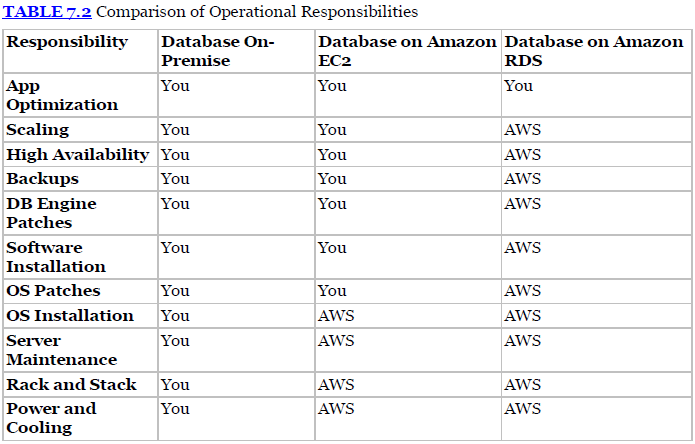 TABLE 7.2 Comparison of Operational Responsibilities
Responsibility Database On-Premise Database on Amazon EC2 Database on Amazon RDS
App Optimization You You You
Scaling You You AWS
High Availability You You AWS
Backups You You AWS
DB Engine Patches You You AWS
Software Installation You You AWS
OS Patches You You AWS
OS Installation You AWS AWS
Server Maintenance You AWS AWS
Rack and Stack You AWS AWS
Power and Cooling You AWS AWS